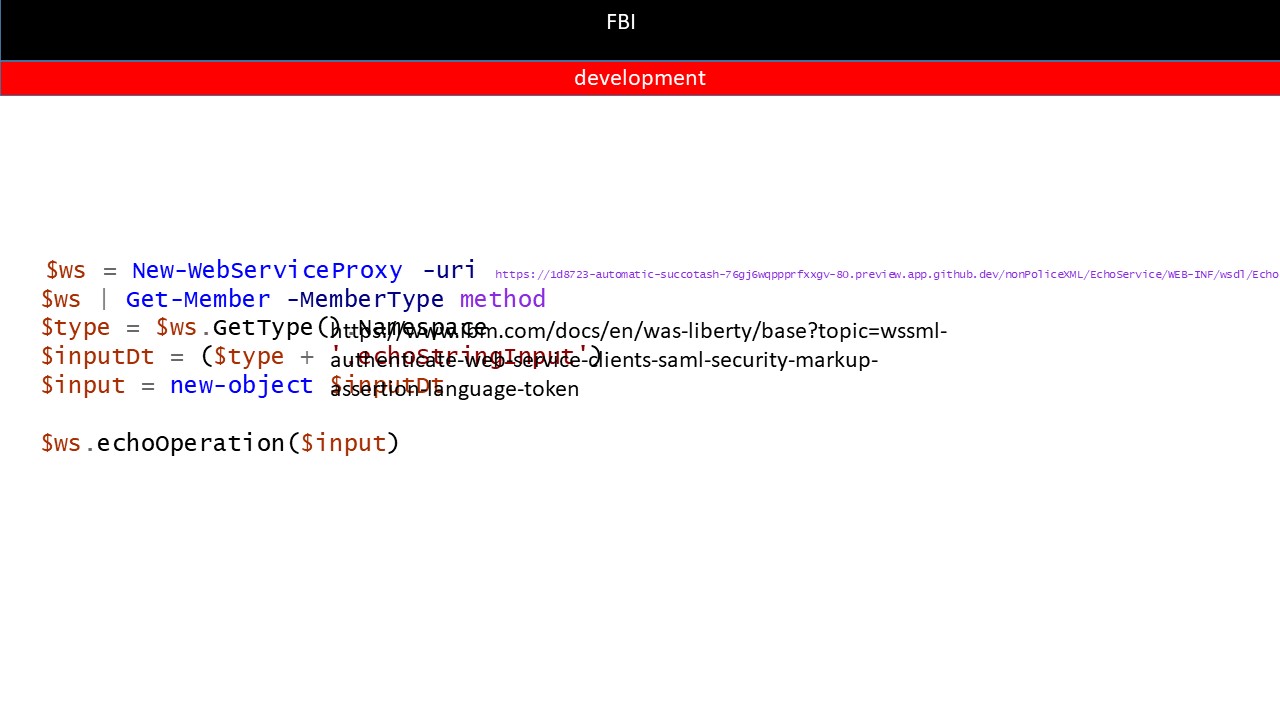 FBI
development
$ws = New-WebServiceProxy -uri https://1d8723-automatic-succotash-76gj6wqppprfxxgv-80.preview.app.github.dev/nonPoliceXML/EchoService/WEB-INF/wsdl/Echo
$ws | Get-Member -MemberType method
$type = $ws.GetType().Namespace
$inputDt = ($type + '.echoStringInput')
$input = new-object $inputDt
https://www.ibm.com/docs/en/was-liberty/base?topic=wssml-
authenticate-web-service-clients-saml-security-markup-
assertion-language-token
$ws.echoOperation($input)